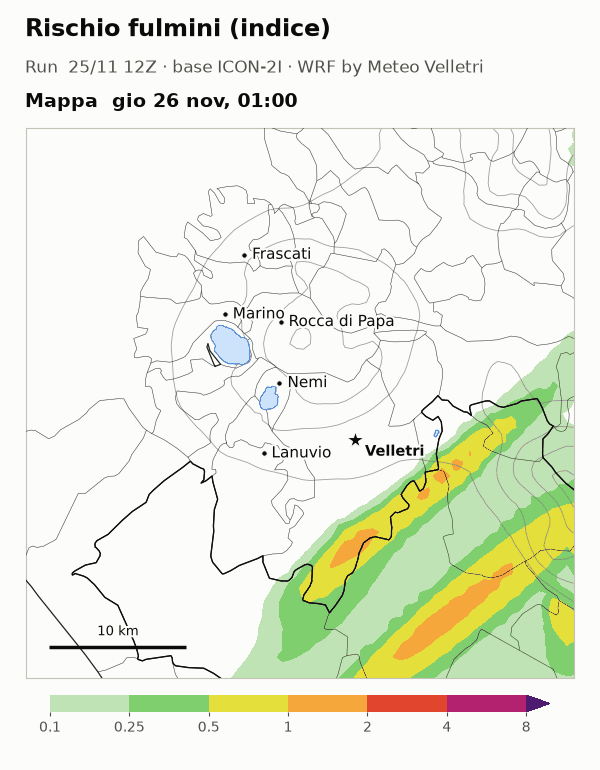 Rischio fulmini (indice)
Run  25/11 12Z · base ICON-2I · WRF by Meteo Velletri
Mappa  gio 26 nov, 01:00
Frascati
Marino
Rocca di Papa
Nemi
Velletri
Lanuvio
10 km
0.1 0.25 0.5 1 2 4 8